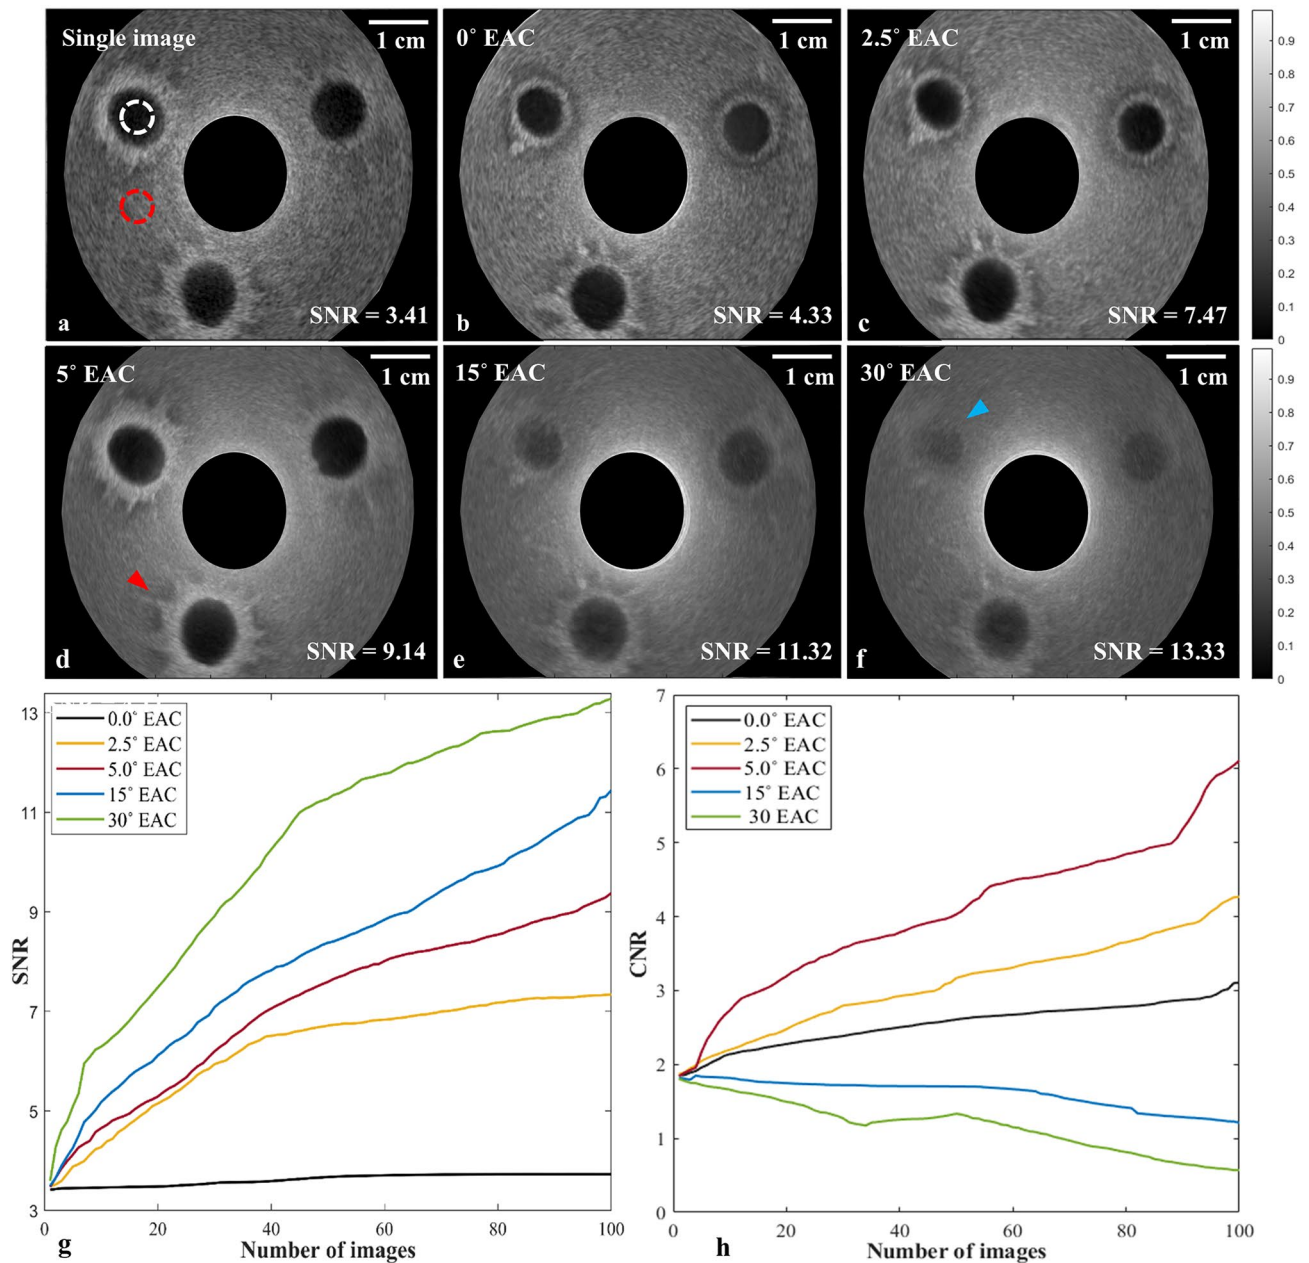 Single image
1 cm
a
SNR = 3.41
0° EAC
1 cm
b
SNR = 4.33
2.5° EAC
1 cm
c
SNR = 7.47
0.9
0.8
0.7
0.6
0.5
0.4
0.3
0.2
0.1
0
5° EAC
1 cm
d
SNR = 9.14
15° EAC
1 cm
e
SNR = 11.32
30° EAC
1 cm
f
SNR = 13.33
0.9
0.8
0.7
0.6
0.5
0.4
0.3
0.2
0.1
0
13
11
9
7
5
3
SNR
0.0° EAC
2.5° EAC
5.0° EAC
15° EAC
30° EAC
0 20 40 60 80 100
g
Number of images
7
6
5
4
3
2
1
0
CNR
0.0° EAC
2.5° EAC
5.0° EAC
15° EAC
30 EAC
0 20 40 60 80 100
h
Number of images